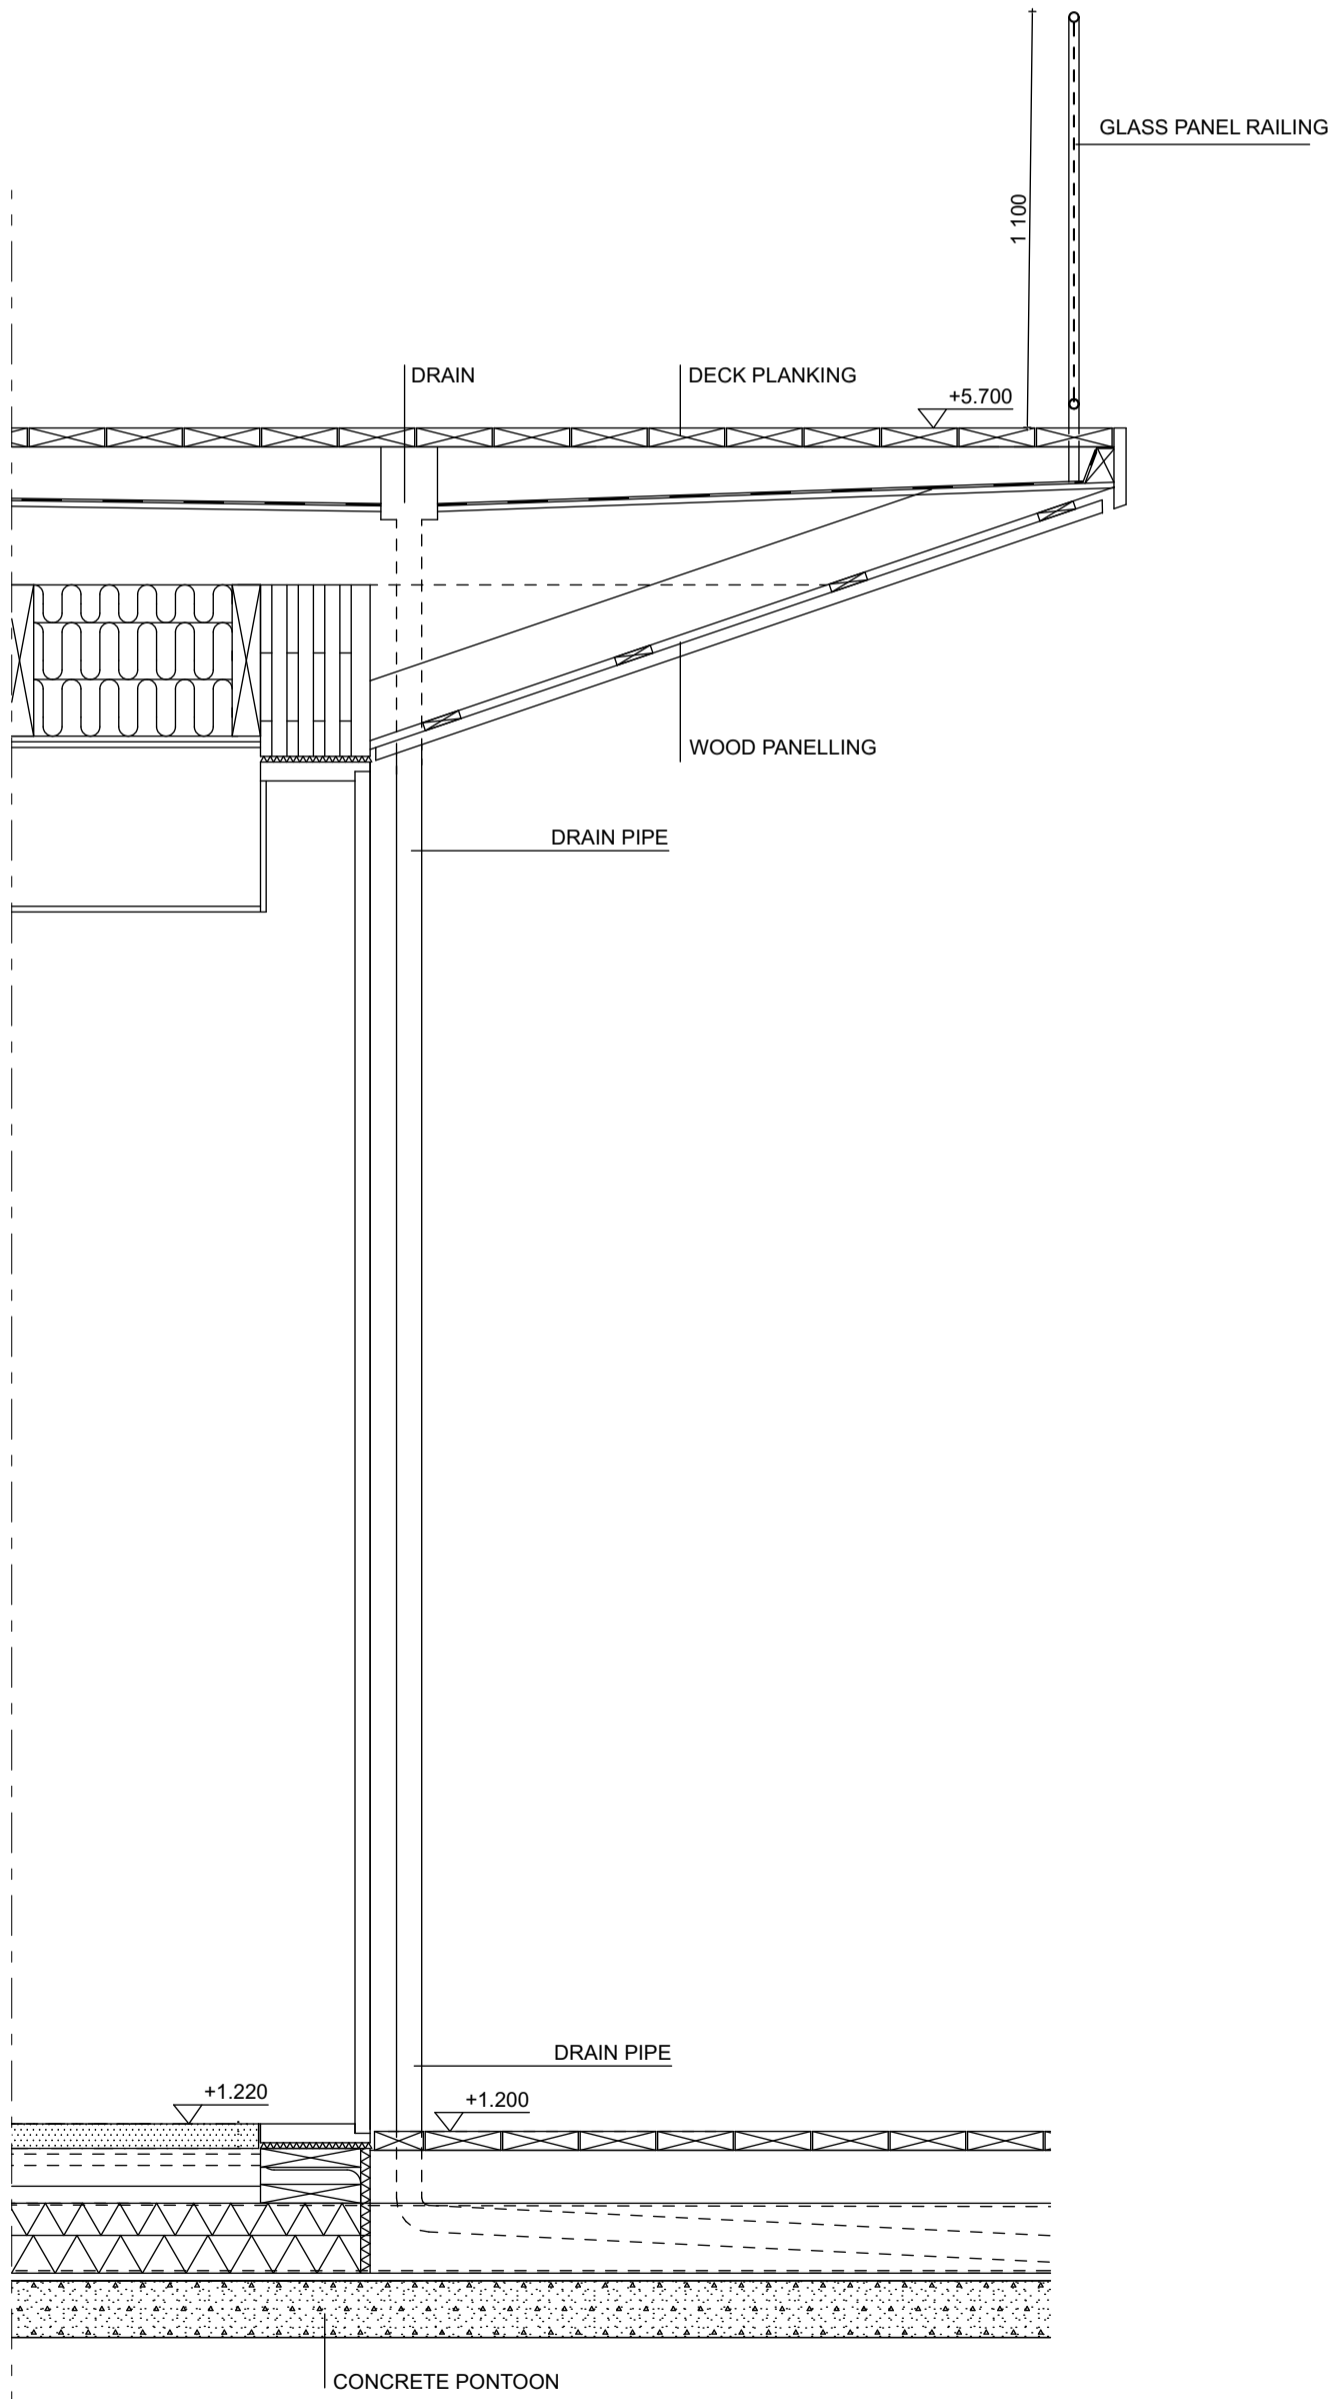 GLASS PANEL RAILING
1 100
DRAIN
DECK PLANKING
+5.700
WOOD PANELLING
DRAIN PIPE
DRAIN PIPE
+1.220
+1.200
CONCRETE PONTOON